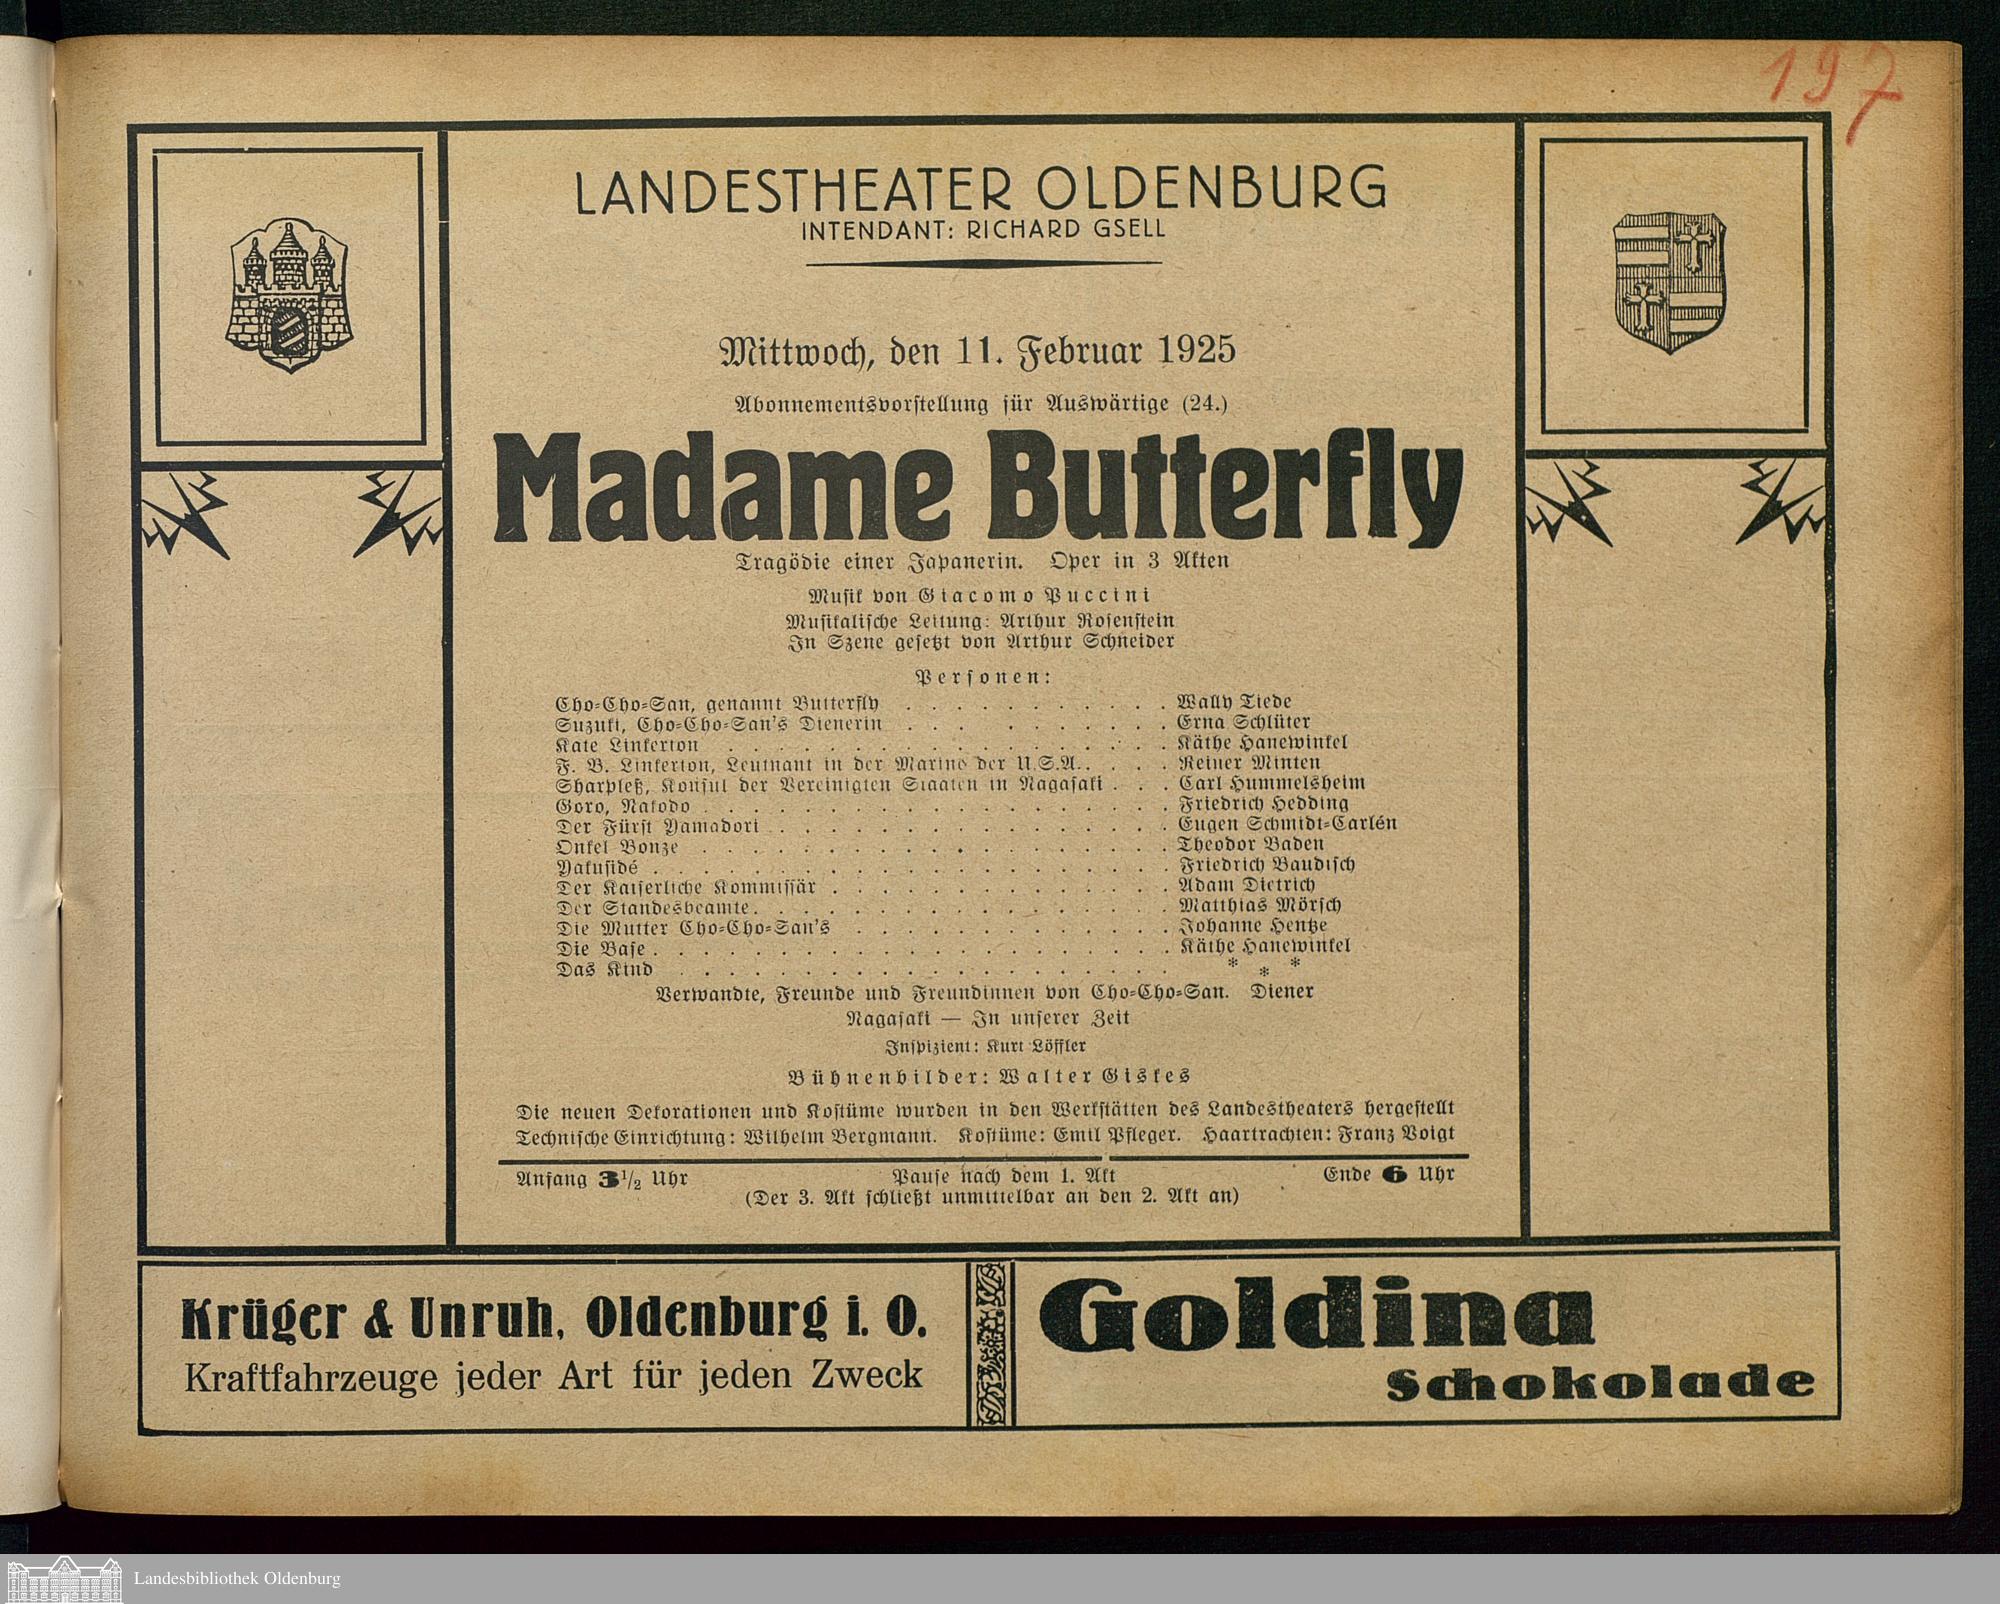 197
LANDESTHEATER OLDENBURG
INTENDANT: RICHARD GSELL
Mittwoch, den 11. Februar 1925
Abonnementsvorstellung für Auswärtige (24.)
Madame Butterfly
Tragödie einer Japanerin. Oper in 3 Akten
Musik von Giacomo Puccini
Musikalische Leitung: Arthur Rosenstein
In Szene gesetzt von Arthur Schneider
Personen:
Cho-Cho-San, genannt Butterfly . . . . . . . . . . . Wally Tiede
Suzuki, Cho-Cho-San's Dienerin . . . . . . . . . . . Erna Schlüter
Kate Linkerton . . . . . . . . . . . . . . . . . . Käthe Hanewinkel
F. B. Linkerton, Leutnant in der Marine der U.S.A. . . . . Reiner Minten
Sharpleß, Konsul der Vereinigten Staaten in Nagasaki . . . Carl Hummelsheim
Goro, Nakodo . . . . . . . . . . . . . . . . . . . Friedrich Hedding
Der Fürst Yamadori . . . . . . . . . . . . . . . . Eugen Schmidt-Carlén
Onkel Bonze . . . . . . . . . . . . . . . . . . . Theodor Baden
Yakusidé . . . . . . . . . . . . . . . . . . . . . Friedrich Baudisch
Der Kaiserliche Kommissär . . . . . . . . . . . . . . Adam Dietrich
Der Standesbeamte . . . . . . . . . . . . . . . . . Matthias Mörsch
Die Mutter Cho-Cho-San's . . . . . . . . . . . . . Johanne Hentze
Die Base . . . . . . . . . . . . . . . . . . . . . Käthe Hanewinkel
Das Kind . . . . . . . . . . . . . . . . . . . . * * *
Verwandte, Freunde und Freundinnen von Cho-Cho-San. Diener
Nagasaki — In unserer Zeit
Inspizient: Kurt Löffler
Bühnenbilder: Walter Giskes
Die neuen Dekorationen und Kostüme wurden in den Werkstätten des Landestheaters hergestellt
Technische Einrichtung: Wilhelm Bergmann. Kostüme: Emil Pfleger. Haartrachten: Franz Voigt
Anfang 3 1/2 Uhr Pause nach dem 1. Akt Ende 6 Uhr
(Der 3. Akt schließt unmittelbar an den 2. Akt an)
Krüger & Unruh, Oldenburg i. O.
Kraftfahrzeuge jeder Art für jeden Zweck
Goldina
Schokolade
Landesbibliothek Oldenburg